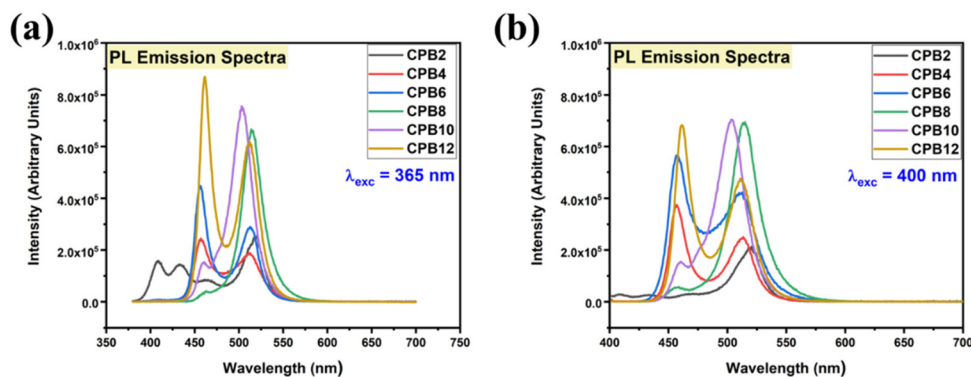 (a)
PL Emission Spectra
CPB2
CPB4
CPB6
CPB8
CPB10
CPB12
λexc = 365 nm
Intensity (Arbitrary Units)
1.0x10⁶
8.0x10⁵
6.0x10⁵
4.0x10⁵
2.0x10⁵
0.0
350 400 450 500 550 600 650 700 750
Wavelength (nm)
(b)
PL Emission Spectra
CPB2
CPB4
CPB6
CPB8
CPB10
CPB12
λexc = 400 nm
Intensity (Arbitrary Units)
1.0x10⁶
8.0x10⁵
6.0x10⁵
4.0x10⁵
2.0x10⁵
0.0
400 450 500 550 600 650 700
Wavelength (nm)